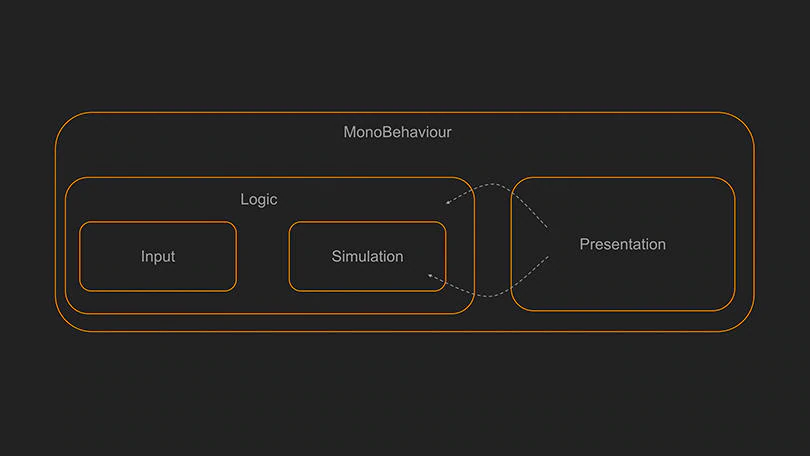 MonoBehaviour
Logic
Input
Simulation
Presentation